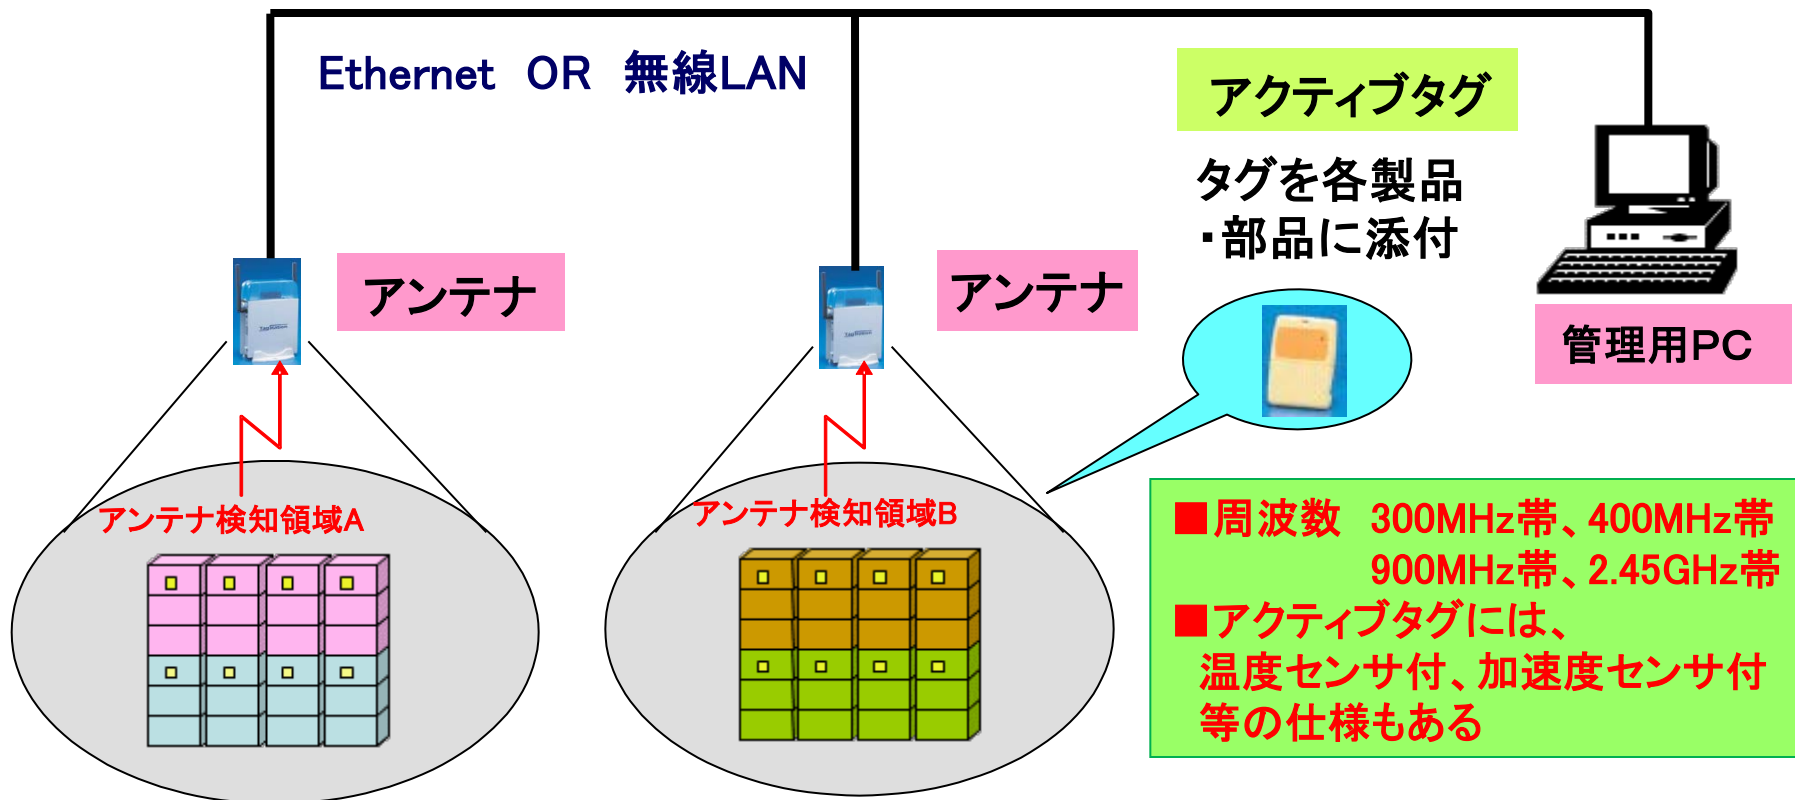 Ethernet OR 無線LAN
アクティブタグ
タグを各製品
・部品に添付
アンテナ
アンテナ
管理用PC
アンテナ検知領域A
アンテナ検知領域B
■周波数 300MHz帯、400MHz帯
900MHz帯、2.45GHz帯
■アクティブタグには、
温度センサ付、加速度センサ付
等の仕様もある